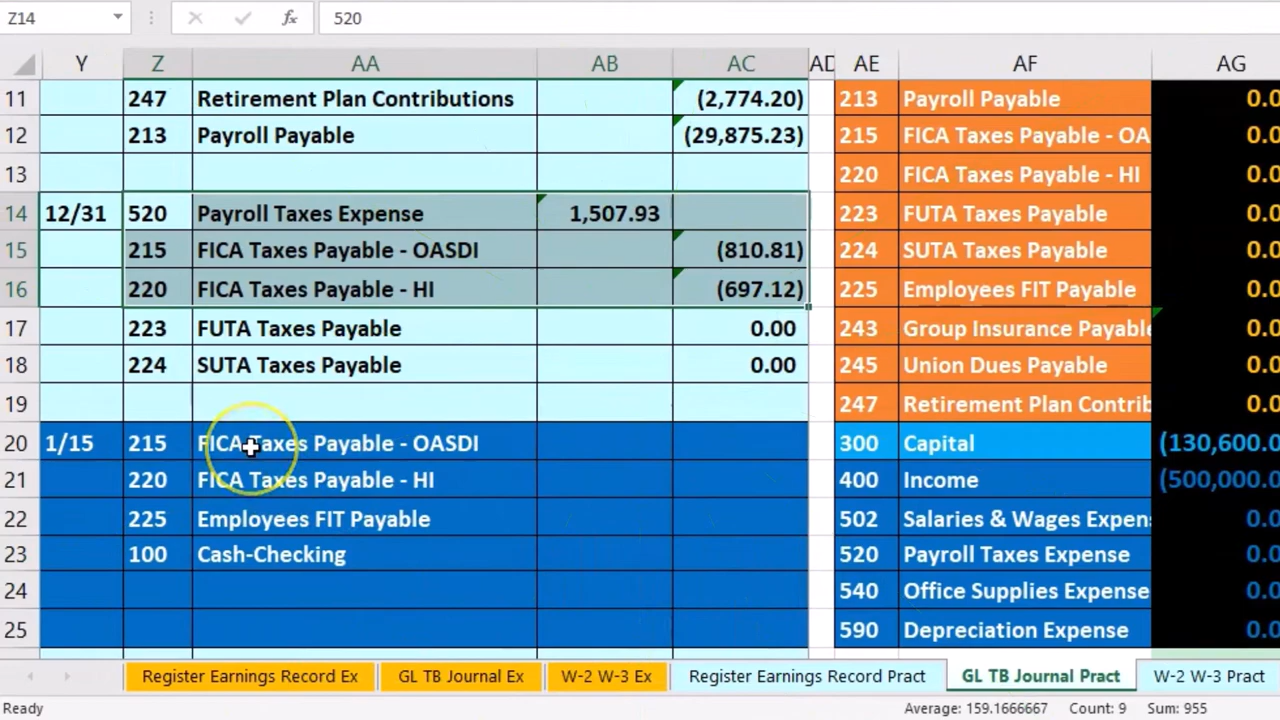 Z14 fx 520
Y Z AA AB AC AD AE AF AG
11 247 Retirement Plan Contributions (2,774.20) 213 Payroll Payable 0.0
12 213 Payroll Payable (29,875.23) 215 FICA Taxes Payable - OA 0.0
13 220 FICA Taxes Payable - HI 0.0
14 12/31 520 Payroll Taxes Expense 1,507.93 223 FUTA Taxes Payable 0.0
15 215 FICA Taxes Payable - OASDI (810.81) 224 SUTA Taxes Payable 0.0
16 220 FICA Taxes Payable - HI (697.12) 225 Employees FIT Payable 0.0
17 223 FUTA Taxes Payable 0.00 243 Group Insurance Payable 0.0
18 224 SUTA Taxes Payable 0.00 245 Union Dues Payable 0.0
19 247 Retirement Plan Contrib 0.0
20 1/15 215 FICA Taxes Payable - OASDI 300 Capital (130,600.0
21 220 FICA Taxes Payable - HI 400 Income (500,000.0
22 225 Employees FIT Payable 502 Salaries & Wages Expens 0.0
23 100 Cash-Checking 520 Payroll Taxes Expense 0.0
24 540 Office Supplies Expense 0.0
25 590 Depreciation Expense 0.0
Register Earnings Record Ex GL TB Journal Ex W-2 W-3 Ex Register Earnings Record Pract GL TB Journal Pract W-2 W-3 Pract
Ready Average: 159.1666667 Count: 9 Sum: 955